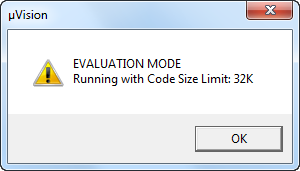 µVision
EVALUATION MODE
Running with Code Size Limit: 32K
OK